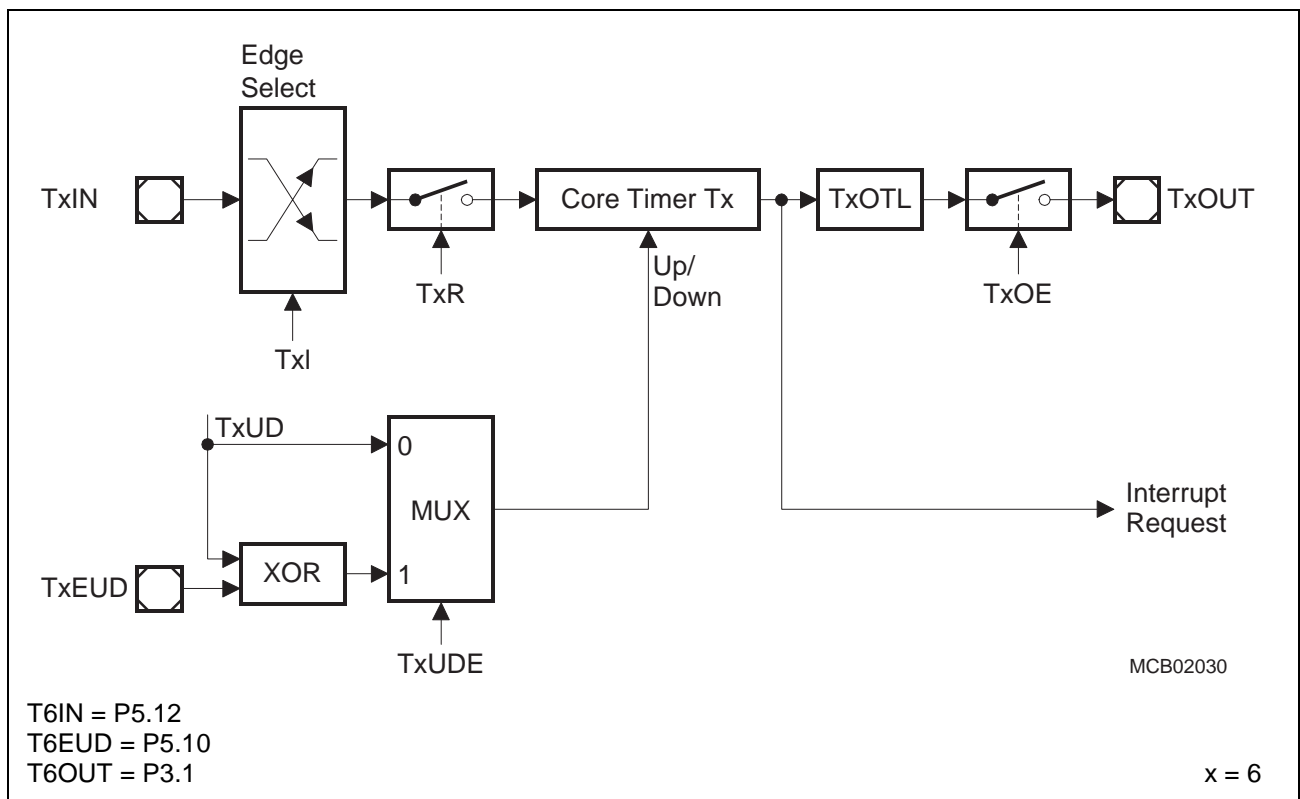 Edge
Select
TxIN
Core Timer Tx
TxOTL
TxOUT
Up/
Down
TxR
TxOE
TxI
TxUD
0
MUX
Interrupt
Request
XOR
1
TxEUD
TxUDE
MCB02030
T6IN = P5.12
T6EUD = P5.10
T6OUT = P3.1
x = 6